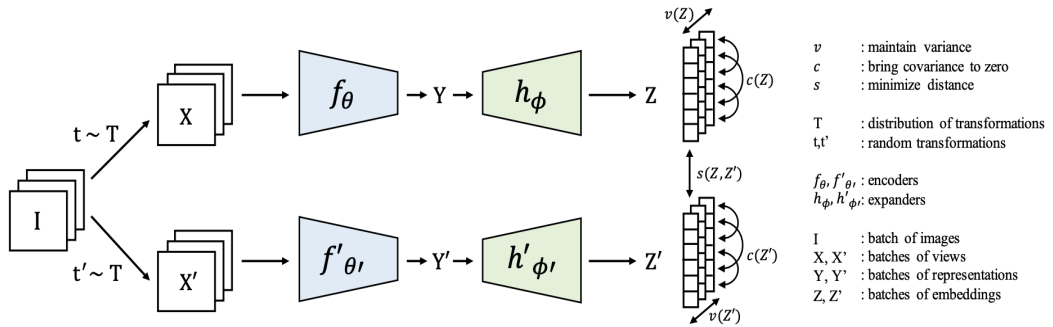 v(Z)
t ~ T
X
f_θ
Y
h_ϕ
Z
c(Z)
I
s(Z, Z')
t' ~ T
X'
f'_θ'
Y'
h'_ϕ'
Z'
c(Z')
v(Z')
v : maintain variance
c : bring covariance to zero
s : minimize distance
T : distribution of transformations
t,t' : random transformations
f_θ, f'_θ' : encoders
h_ϕ, h'_ϕ' : expanders
I : batch of images
X, X' : batches of views
Y, Y' : batches of representations
Z, Z' : batches of embeddings